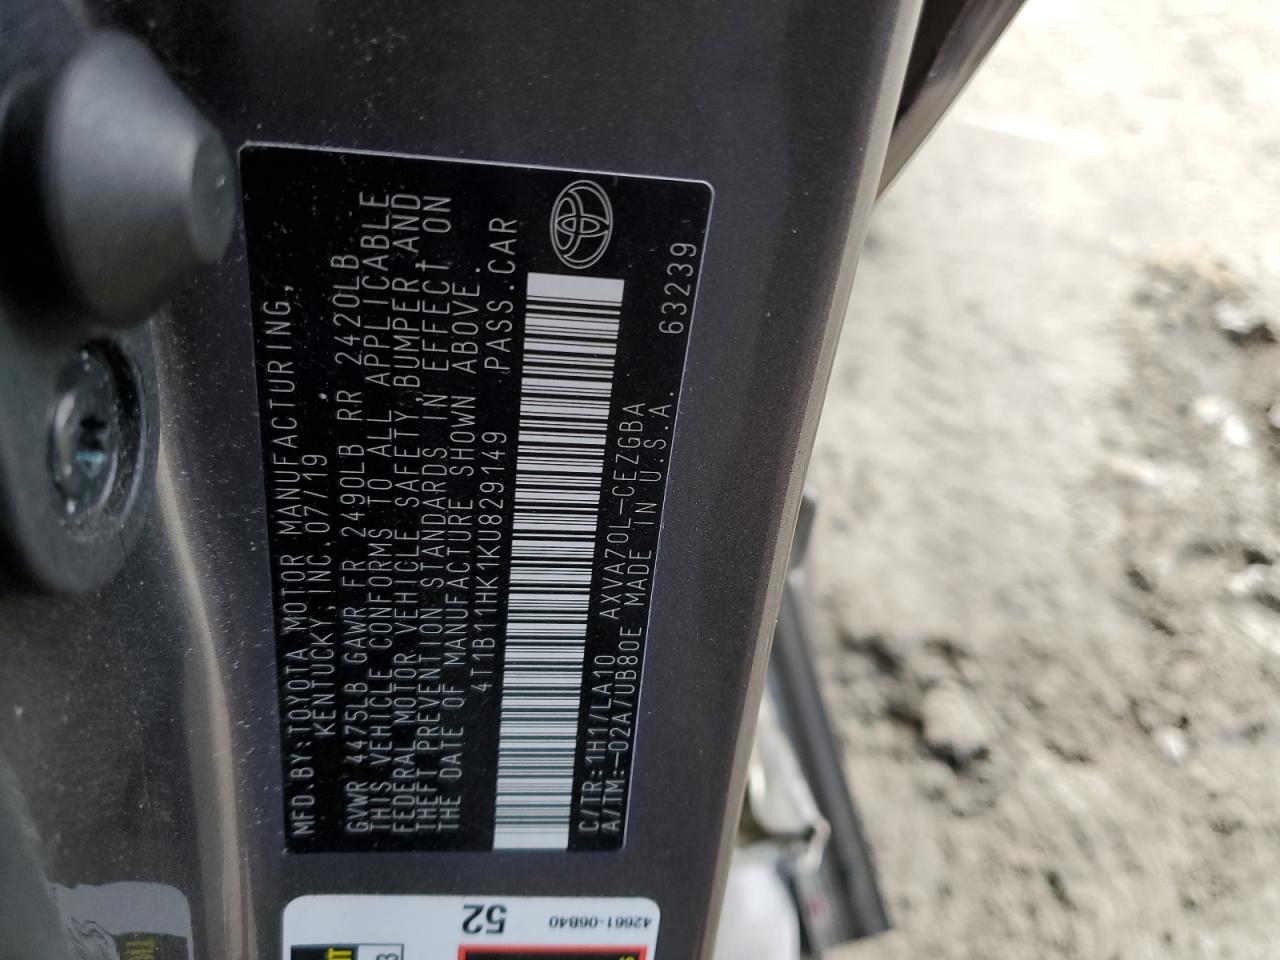 MFD.BY:TOYOTA MOTOR MANUFACTURING,
KENTUCKY,INC. 07/19
GVWR 4475LB GAWR FR 2490LB RR 2420LB
THIS VEHICLE CONFORMS TO ALL APPLICABLE
FEDERAL MOTOR VEHICLE SAFETY,BUMPER AND
THEFT PREVENTION STANDARDS IN EFFECT ON
THE DATE OF MANUFACTURE SHOWN ABOVE.
4T1B11HK1KU829149 PASS.CAR
C/TR:1H1/LA10 AXVA70L-CEZGBA
A/TM:-02A/UB80E MADE IN U.S.A. 63239
52
42661-06B40